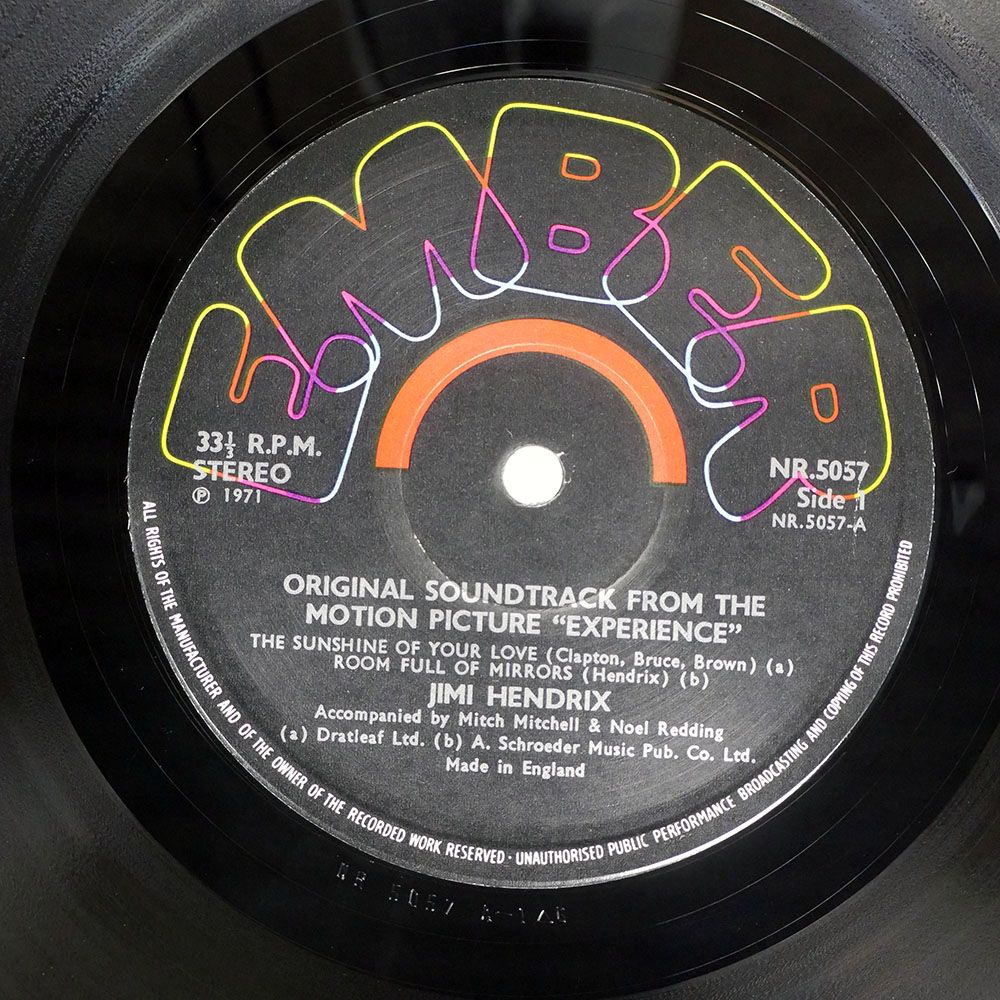 EMBER
33⅓ R.P.M.
STEREO
Ⓟ 1971
NR.5057
Side 1
NR.5057-A
ORIGINAL SOUNDTRACK FROM THE
MOTION PICTURE “EXPERIENCE”
THE SUNSHINE OF YOUR LOVE (Clapton, Bruce, Brown) (a)
ROOM FULL OF MIRRORS (Hendrix) (b)
JIMI HENDRIX
Accompanied by Mitch Mitchell & Noel Redding
(a) Dratleaf Ltd. (b) A. Schroeder Music Pub. Co. Ltd.
Made in England
ALL RIGHTS OF THE MANUFACTURER AND OF THE OWNER OF THE RECORDED WORK RESERVED · UNAUTHORISED PUBLIC PERFORMANCE BROADCASTING AND COPYING OF THIS RECORD PROHIBITED
NR 5057